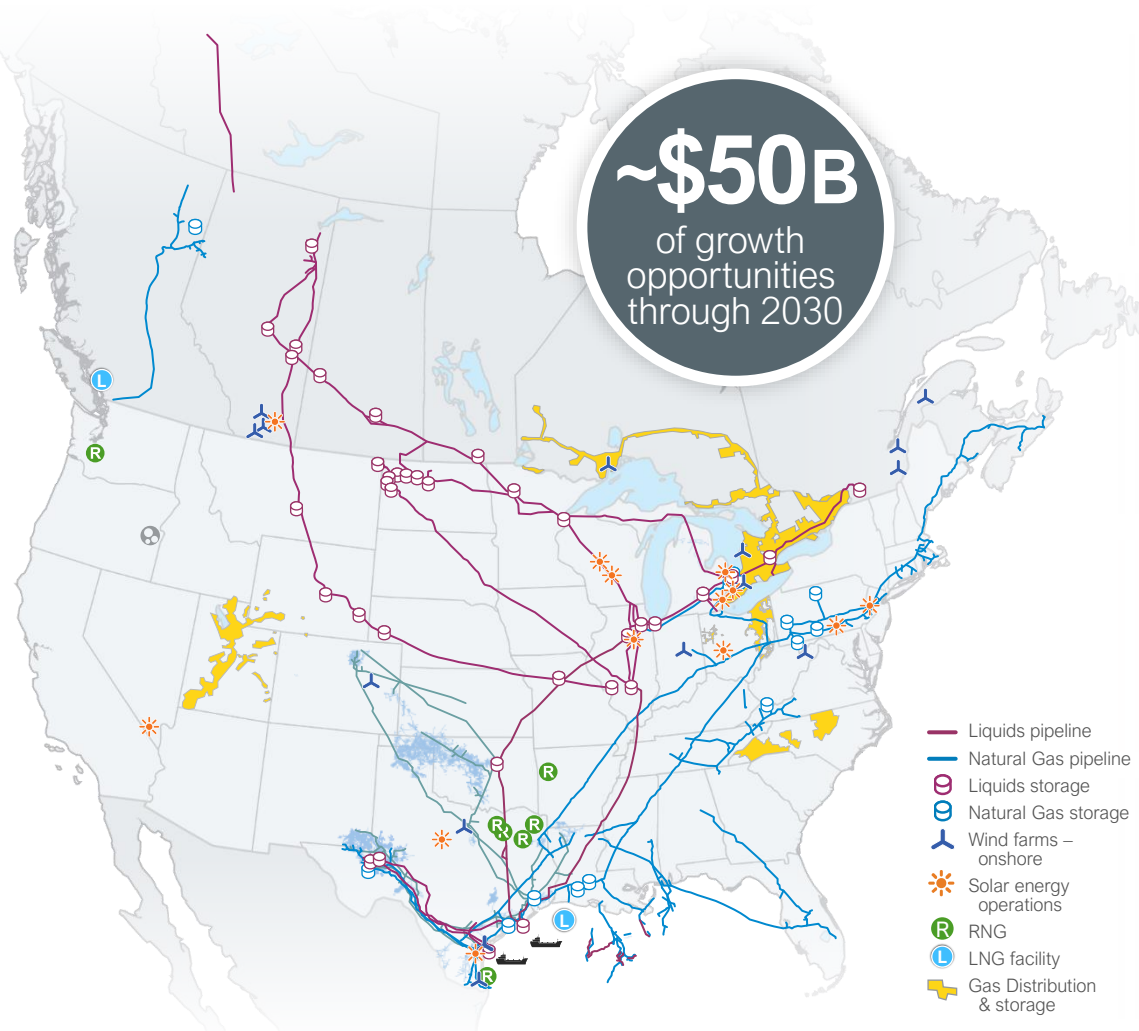 ~$50B
of growth
opportunities
through 2030
L
R
R
R
R
R
R
L
R
Liquids pipeline
Natural Gas pipeline
Liquids storage
Natural Gas storage
Wind farms –
onshore
Solar energy
operations
R RNG
L LNG facility
Gas Distribution
& storage